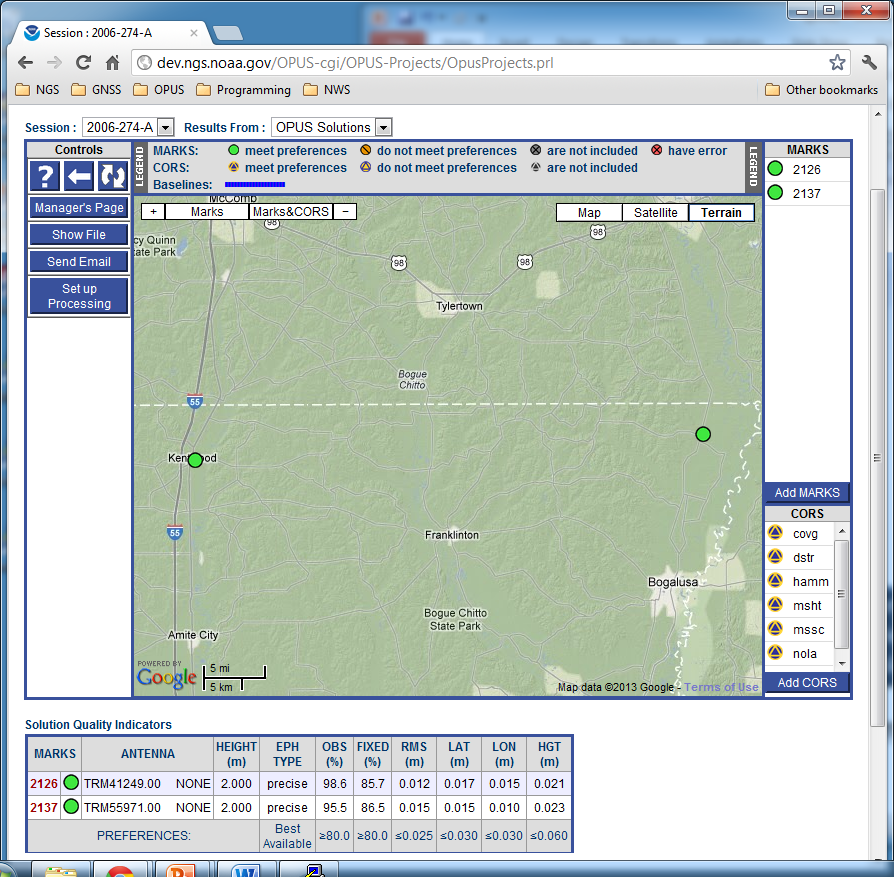 Session : 2006-274-A
dev.ngs.noaa.gov/OPUS-cgi/OPUS-Projects/OpusProjects.prl
NGS GNSS OPUS Programming NWS Other bookmarks
Session : 2006-274-A Results From : OPUS Solutions
Controls
?
Manager's Page
Show File
Send Email
Set up
Processing
LEGEND
MARKS: meet preferences do not meet preferences are not included have error
CORS: meet preferences do not meet preferences are not included
Baselines:
LEGEND
McComb
+ Marks Marks&CORS −
Map Satellite Terrain
98
98
98
98
cy Quinn
tate Park
Tylertown
Bogue
Chitto
55
Kentwood
55
Franklinton
Bogalusa
Bogue Chitto
State Park
Amite City
POWERED BY
Google
5 mi
5 km
Map data ©2013 Google - Terms of Use
MARKS
2126
2137
Add MARKS
CORS
covg
dstr
hamm
msht
mssc
nola
Add CORS
Solution Quality Indicators
MARKS ANTENNA HEIGHT (m) EPH TYPE OBS (%) FIXED (%) RMS (m) LAT (m) LON (m) HGT (m)
2126 TRM41249.00 NONE 2.000 precise 98.6 85.7 0.012 0.017 0.015 0.021
2137 TRM55971.00 NONE 2.000 precise 95.5 86.5 0.015 0.015 0.010 0.023
PREFERENCES: Best Available ≥80.0 ≥80.0 ≤0.025 ≤0.030 ≤0.030 ≤0.060